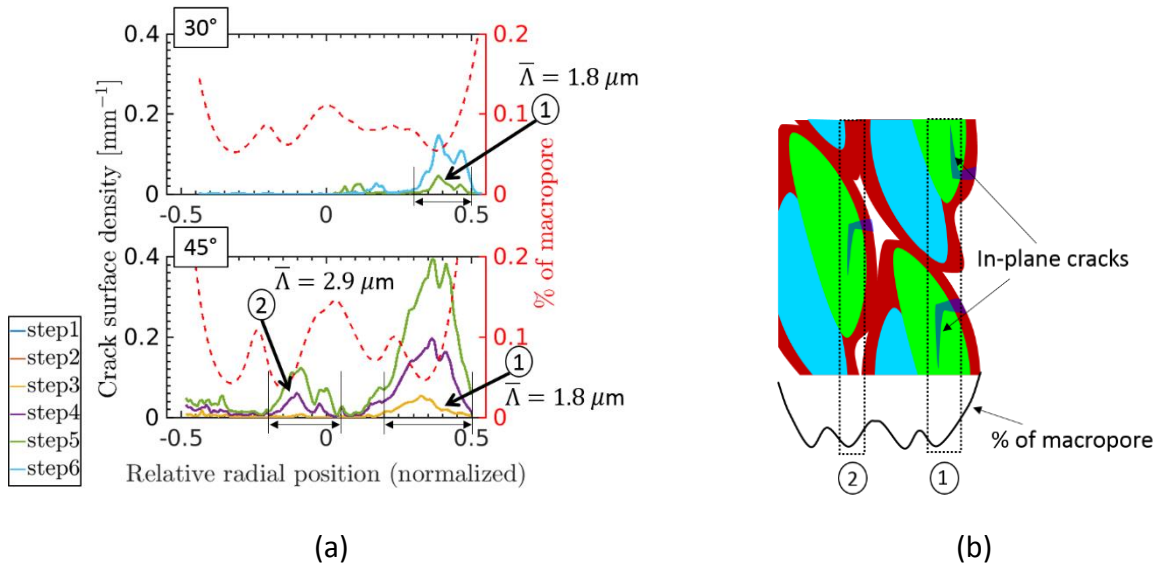 30°
0.4
0.2
0
-0.5
0
0.5
0.2
0.1
0
Λ̅ = 1.8 μm
1
45°
0.4
0.2
0
-0.5
0
0.5
0.2
0.1
0
Λ̅ = 2.9 μm
2
1
Λ̅ = 1.8 μm
Crack surface density [mm⁻¹]
% of macropore
Relative radial position (normalized)
step1
step2
step3
step4
step5
step6
(a)
In-plane cracks
% of macropore
2
1
(b)